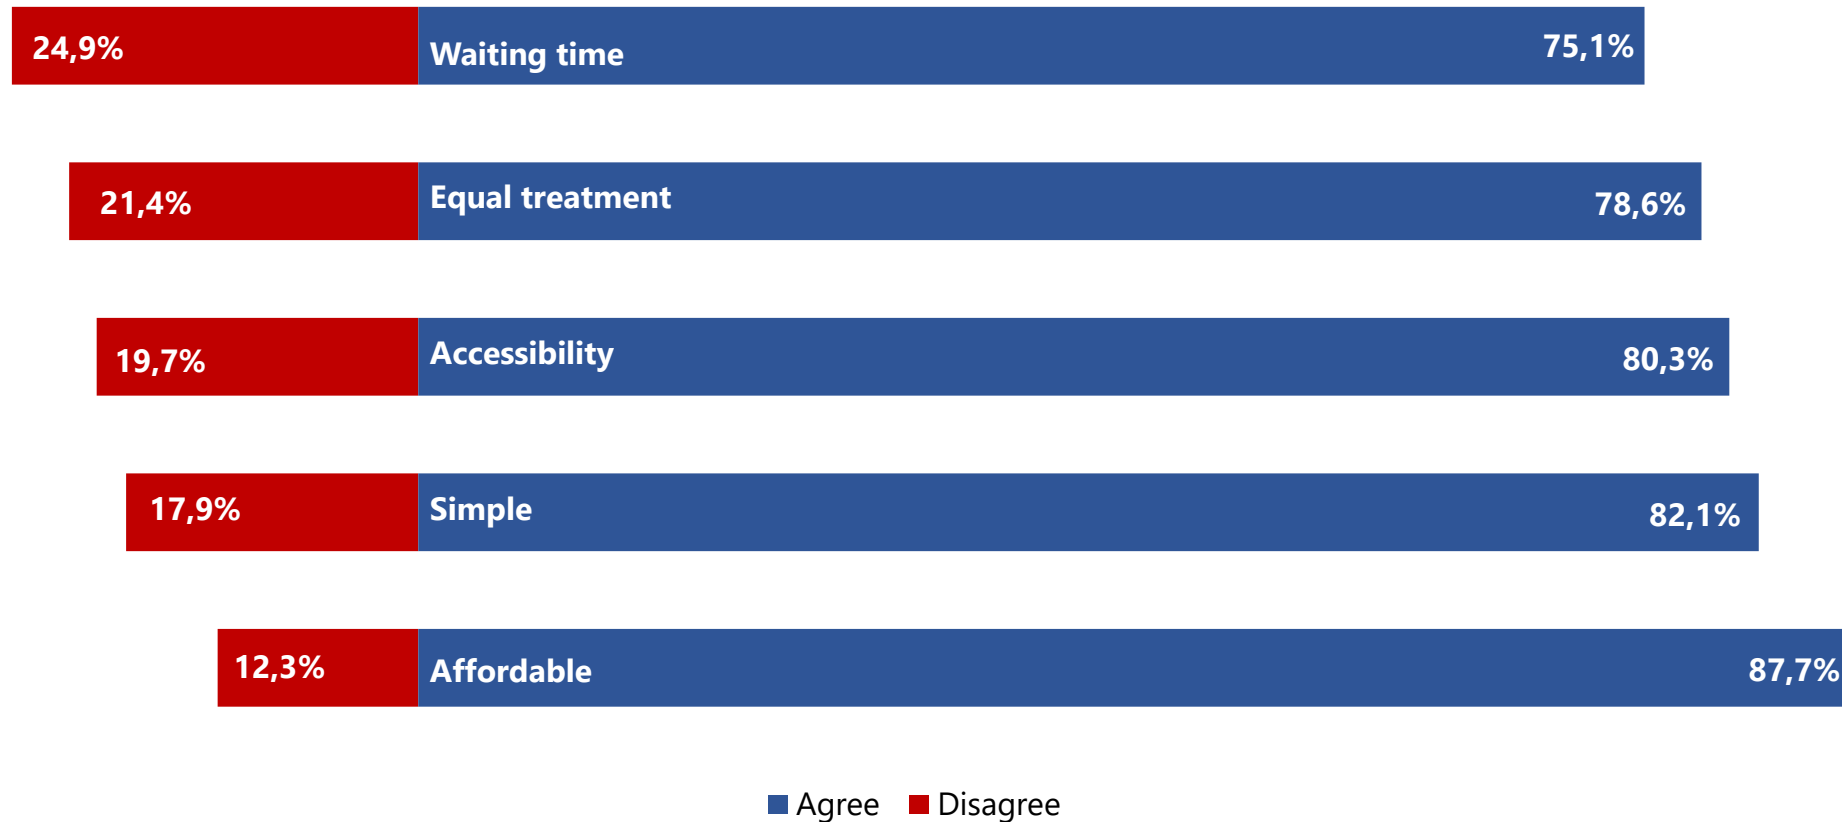 24,9% Waiting time 75,1%
21,4% Equal treatment 78,6%
19,7% Accessibility 80,3%
17,9% Simple 82,1%
12,3% Affordable 87,7%
Agree Disagree